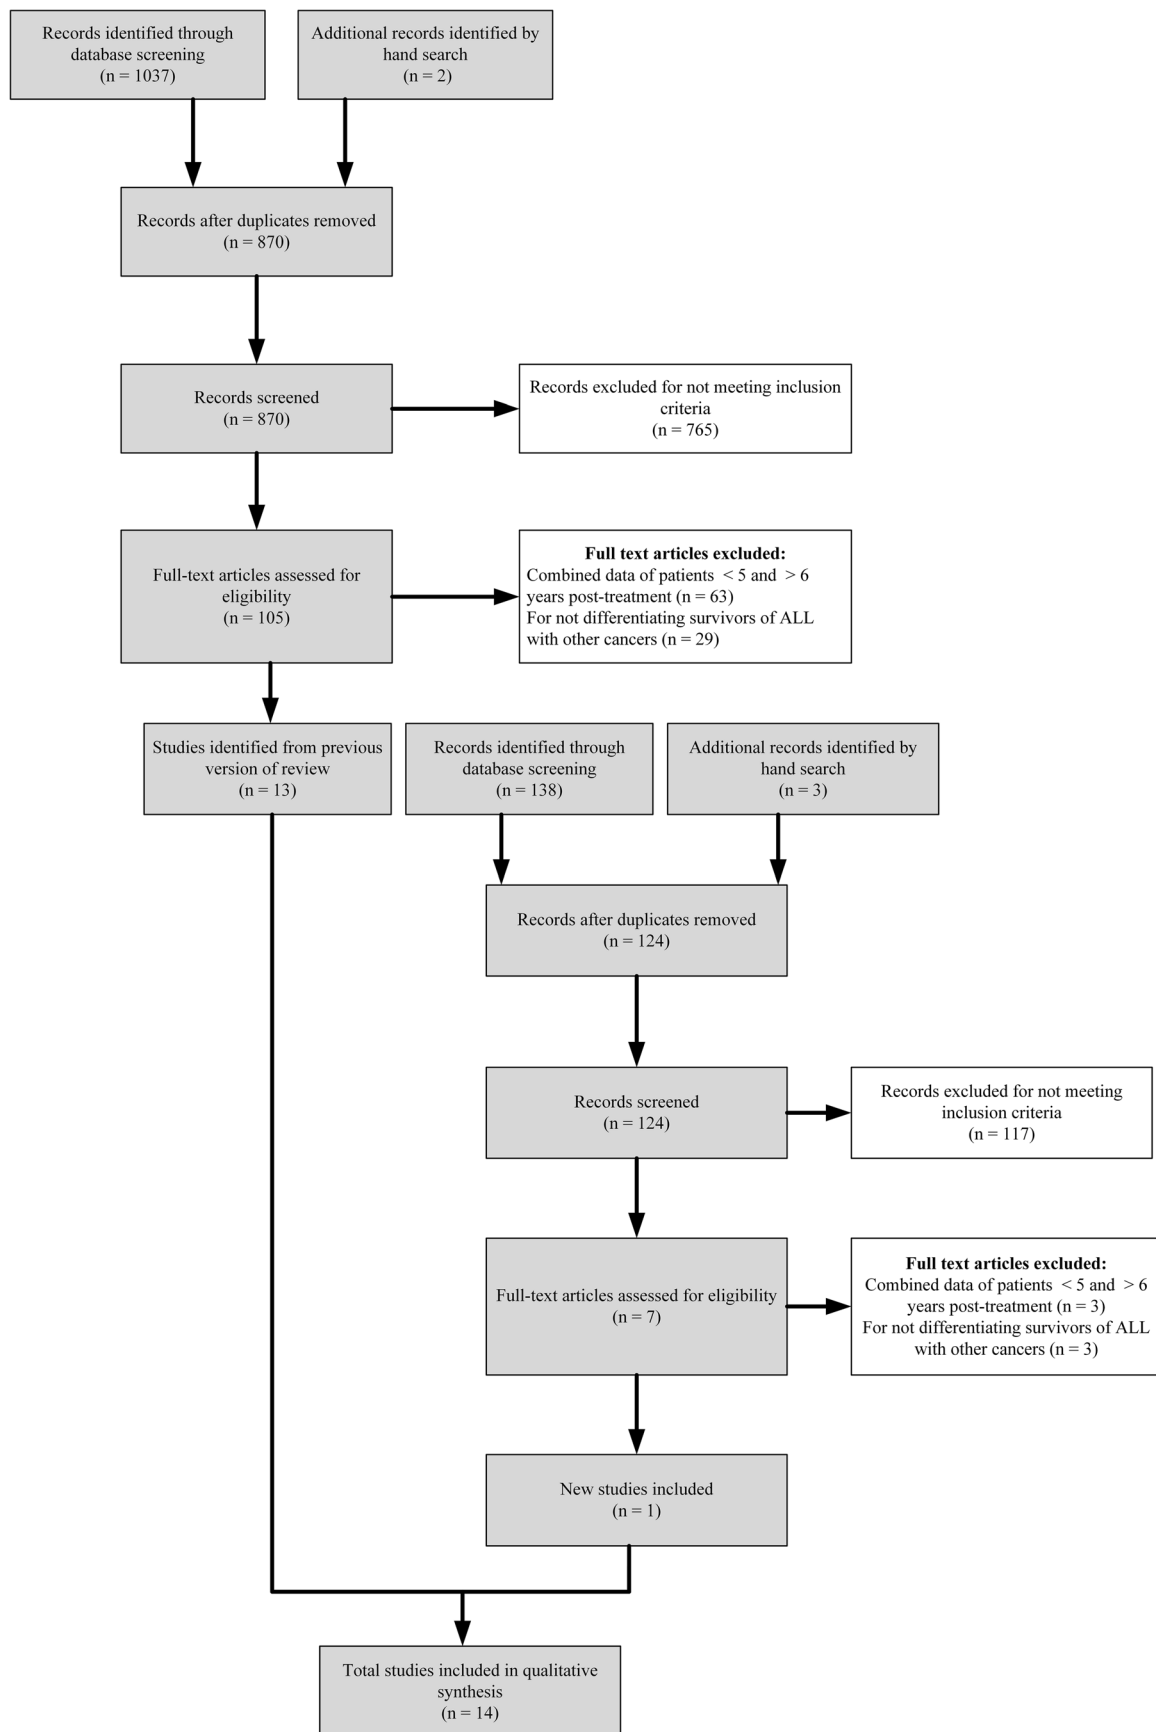 Records identified through
database screening
(n = 1037)
Additional records identified by
hand search
(n = 2)
Records after duplicates removed
(n = 870)
Records screened
(n = 870)
Records excluded for not meeting inclusion
criteria
(n = 765)
Full-text articles assessed for
eligibility
(n = 105)
Full text articles excluded:
Combined data of patients < 5 and > 6
years post-treatment (n = 63)
For not differentiating survivors of ALL
with other cancers (n = 29)
Studies identified from previous
version of review
(n = 13)
Records identified through
database screening
(n = 138)
Additional records identified by
hand search
(n = 3)
Records after duplicates removed
(n = 124)
Records screened
(n = 124)
Records excluded for not meeting
inclusion criteria
(n = 117)
Full-text articles assessed for eligibility
(n = 7)
Full text articles excluded:
Combined data of patients < 5 and > 6
years post-treatment (n = 3)
For not differentiating survivors of ALL
with other cancers (n = 3)
New studies included
(n = 1)
Total studies included in qualitative
synthesis
(n = 14)